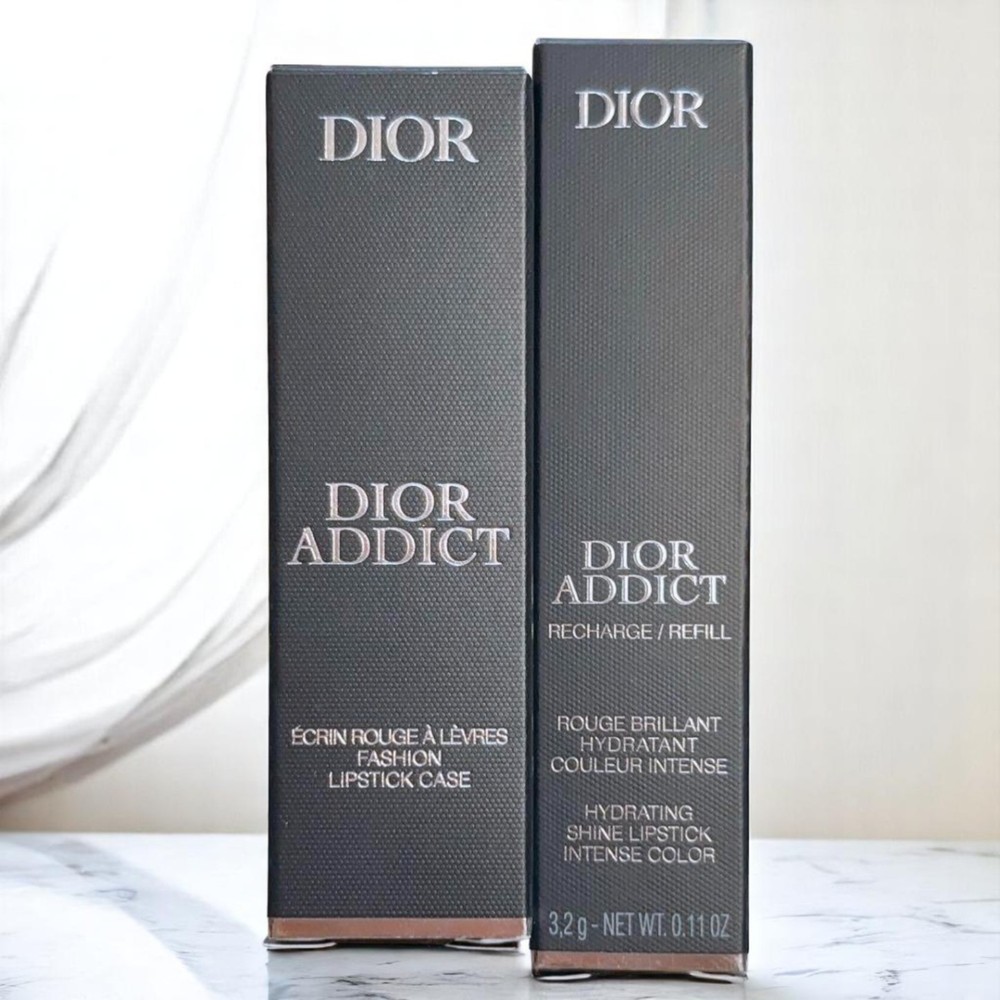 DIOR
DIOR
ADDICT
ÉCRIN ROUGE À LÈVRES
FASHION
LIPSTICK CASE
DIOR
DIOR
ADDICT
RECHARGE / REFILL
ROUGE BRILLANT
HYDRATANT
COULEUR INTENSE
HYDRATING
SHINE LIPSTICK
INTENSE COLOR
3,2 g - NET WT. 0.11 OZ